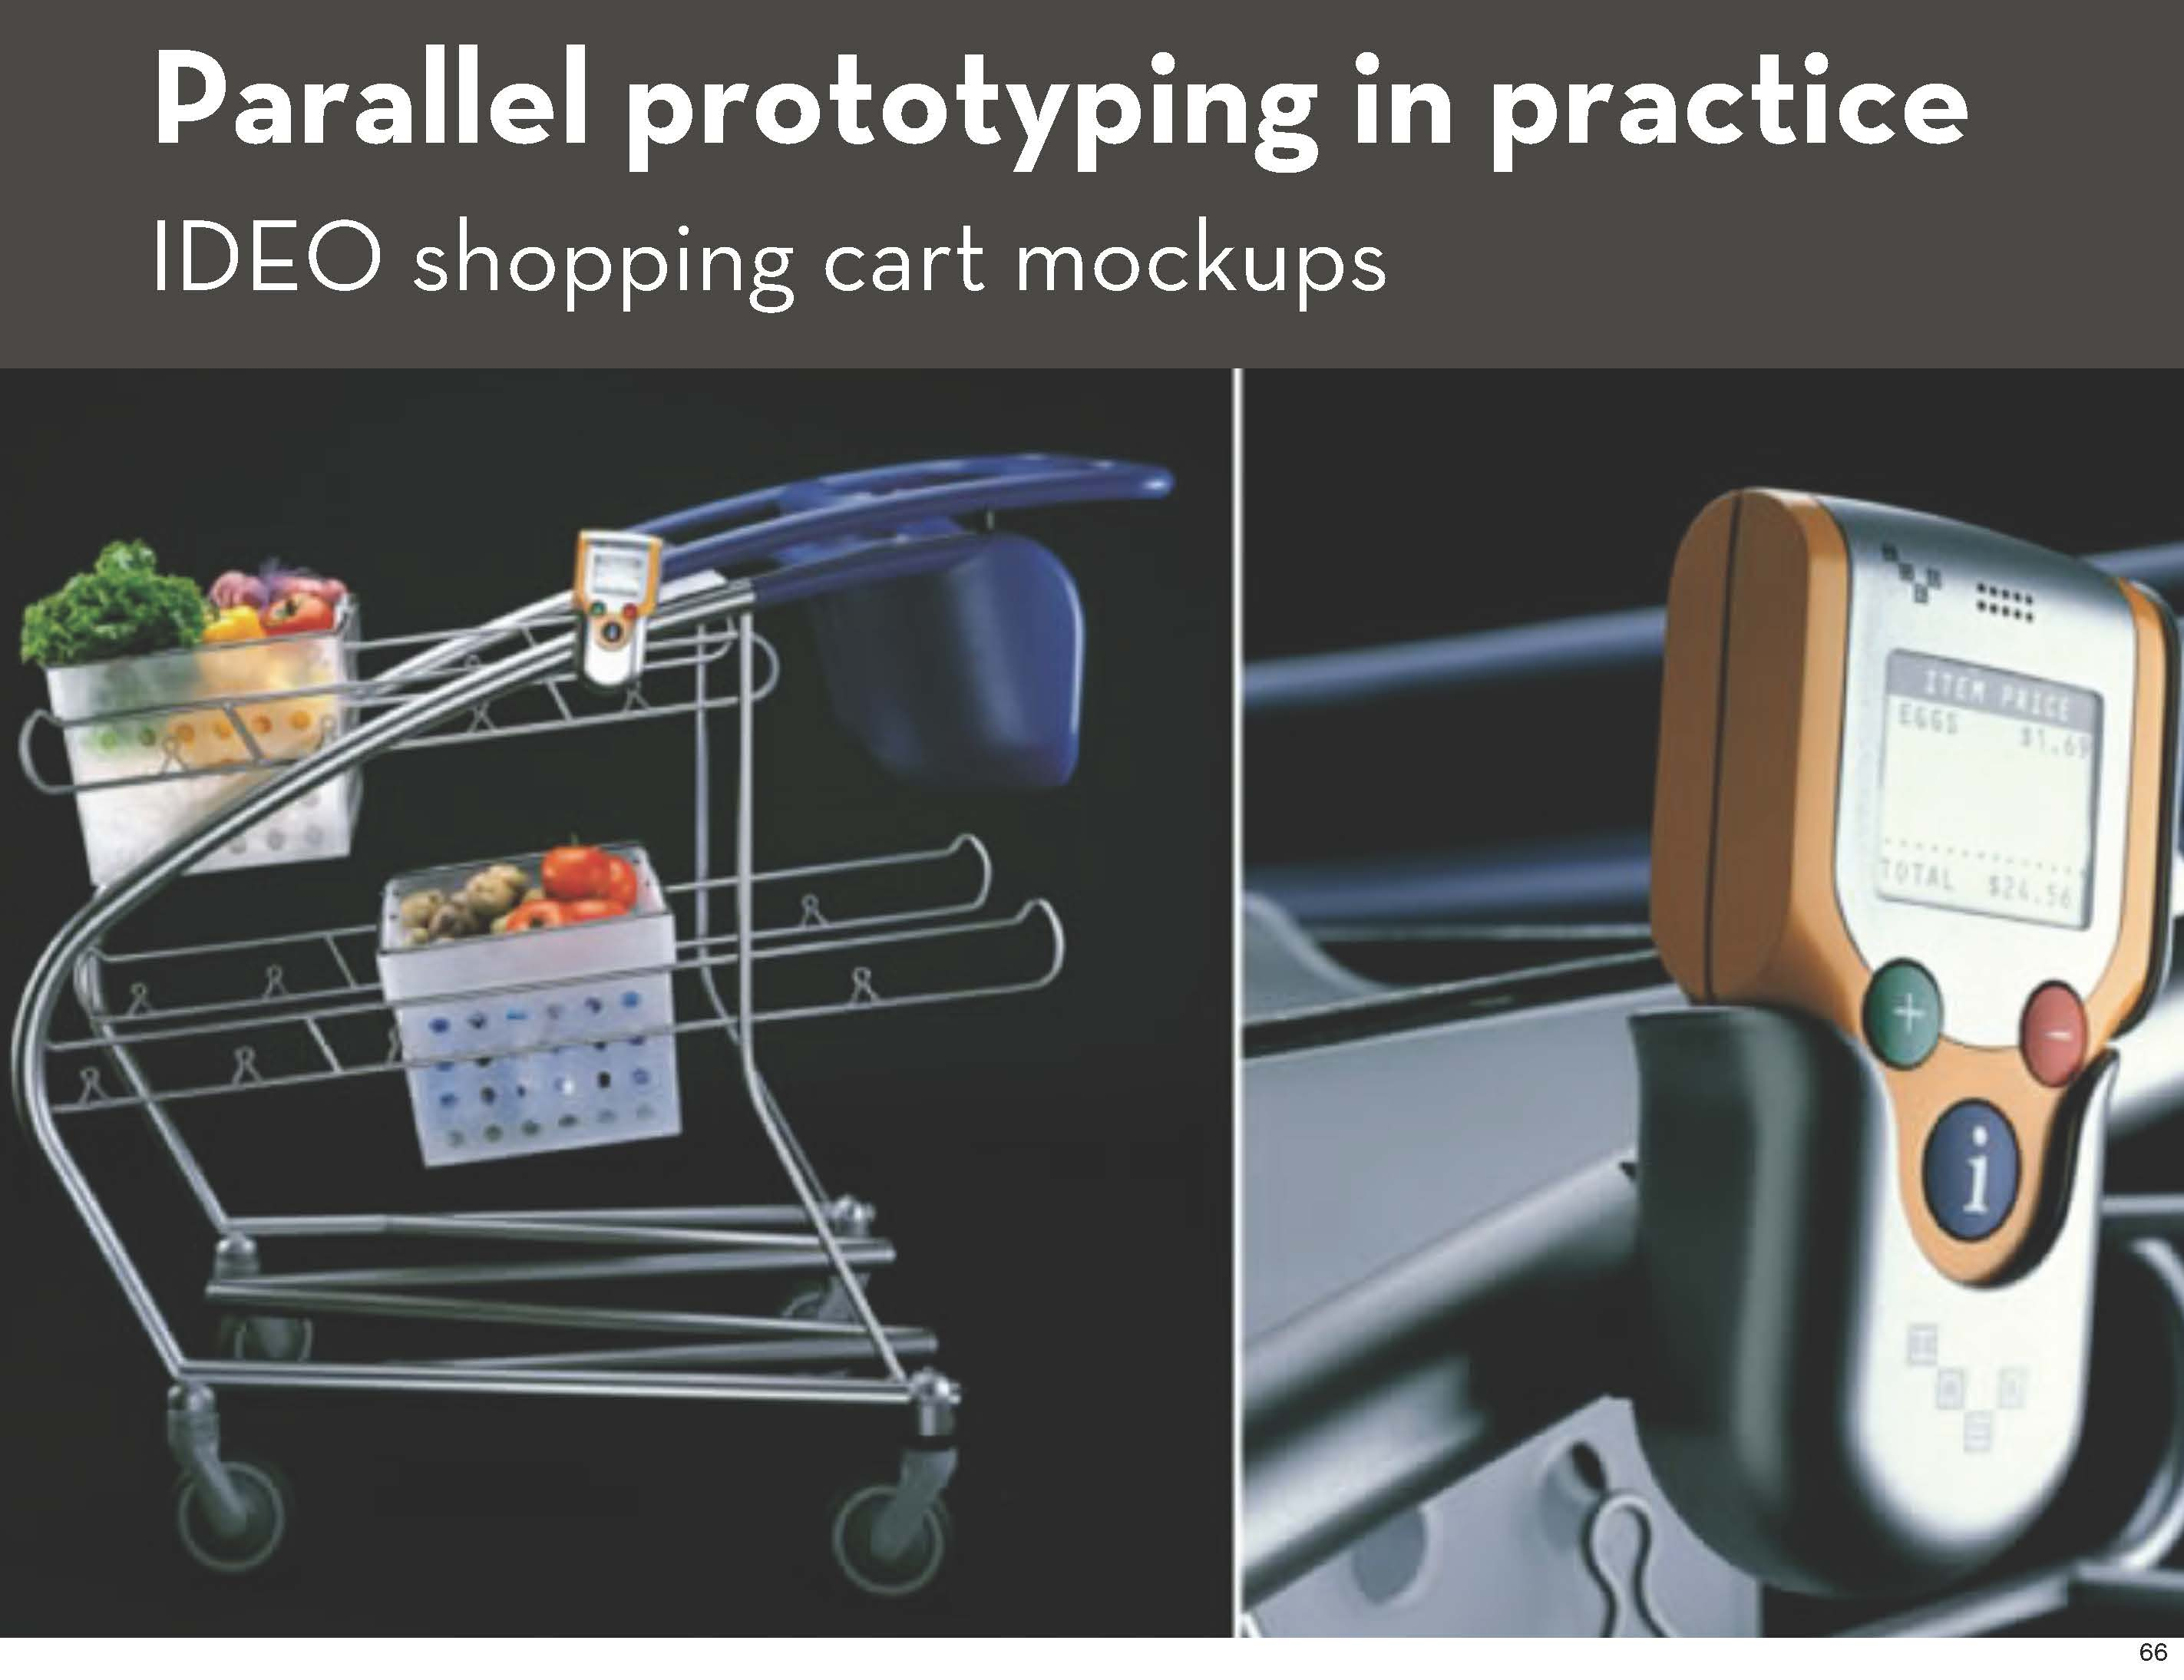 Parallel prototyping in practice
IDEO shopping cart mockups
ITEM PRICE
EGGS $1.69
TOTAL $24.56
+
-
i
66